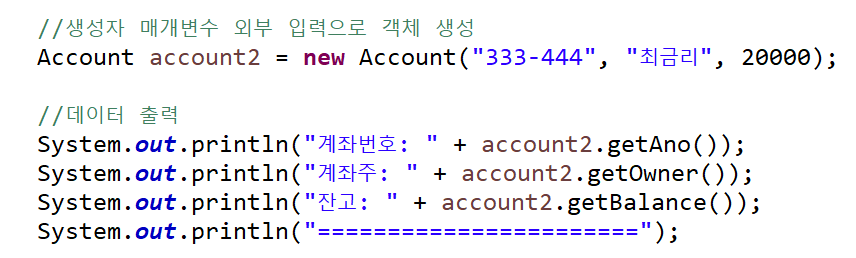 //생성자 매개변수 외부 입력으로 객체 생성
Account account2 = new Account("333-444", "최금리", 20000);
//데이터 출력
System.out.println("계좌번호: " + account2.getAno());
System.out.println("계좌주: " + account2.getOwner());
System.out.println("잔고: " + account2.getBalance());
System.out.println("=======================");